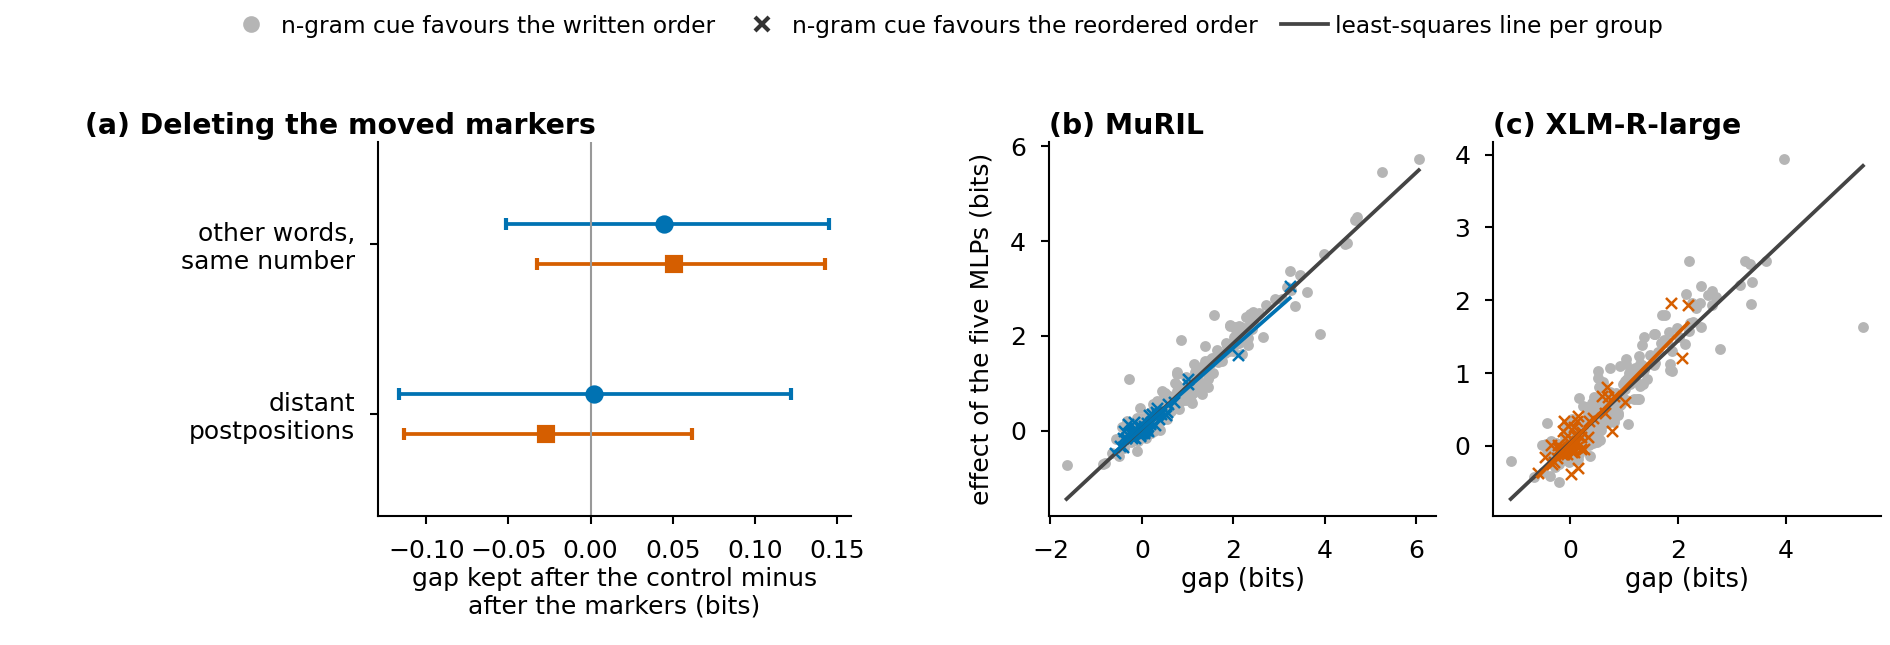 n-gram cue favours the written order
n-gram cue favours the reordered order
least-squares line per group
(a) Deleting the moved markers
other words,
same number
distant
postpositions
−0.10 −0.05 0.00 0.05 0.10 0.15
gap kept after the control minus
after the markers (bits)
(b) MuRIL
effect of the five MLPs (bits)
6
4
2
0
−2 0 2 4 6
gap (bits)
(c) XLM-R-large
4
3
2
1
0
0 2 4
gap (bits)